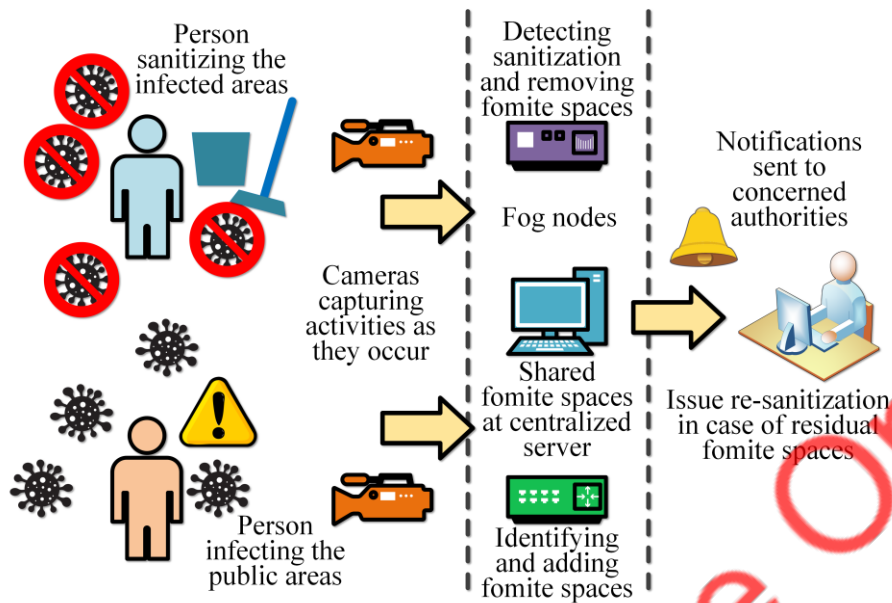 Person
sanitizing the
infected areas
Detecting
sanitization
and removing
fomite spaces
Notifications
sent to
concerned
authorities
Fog nodes
Cameras
capturing
activities as
they occur
Shared
fomite spaces
at centralized
server
Issue re-sanitization
in case of residual
fomite spaces
Person
infecting the
public areas
Identifying
and adding
fomite spaces